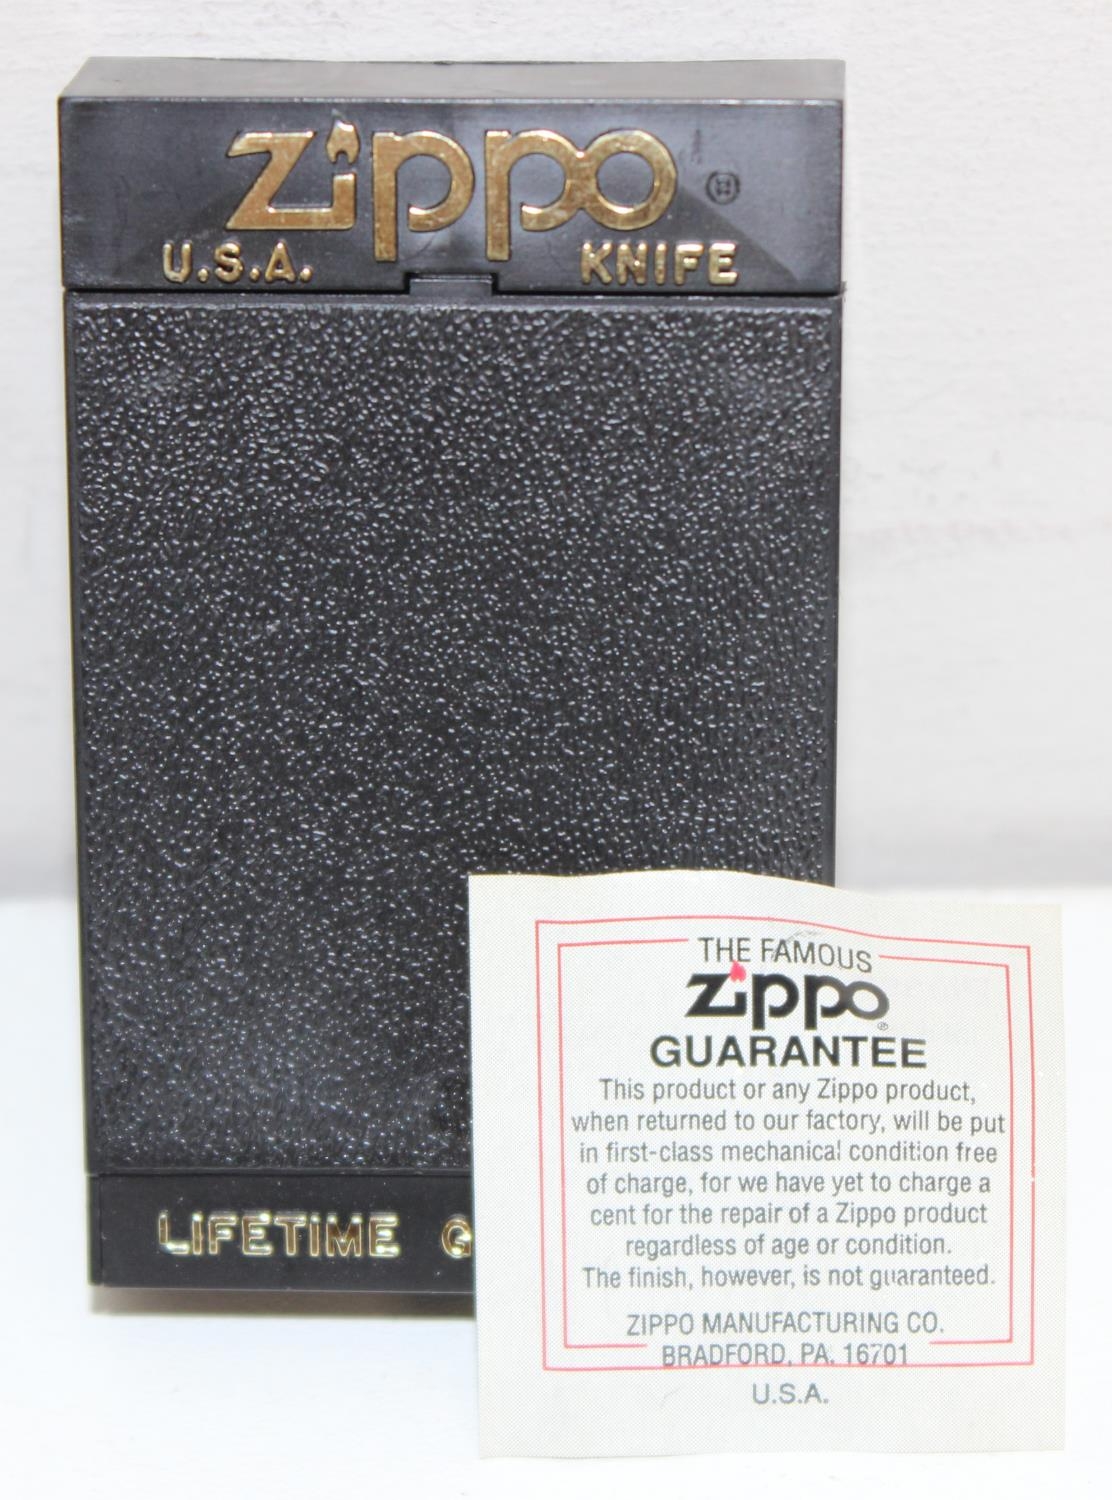 Zippo ®
U.S.A. KNIFE
LIFETIME G
THE FAMOUS
Zippo ®
GUARANTEE
This product or any Zippo product,
when returned to our factory, will be put
in first-class mechanical condition free
of charge, for we have yet to charge a
cent for the repair of a Zippo product
regardless of age or condition.
The finish, however, is not guaranteed.
ZIPPO MANUFACTURING CO.
BRADFORD, PA. 16701
U.S.A.